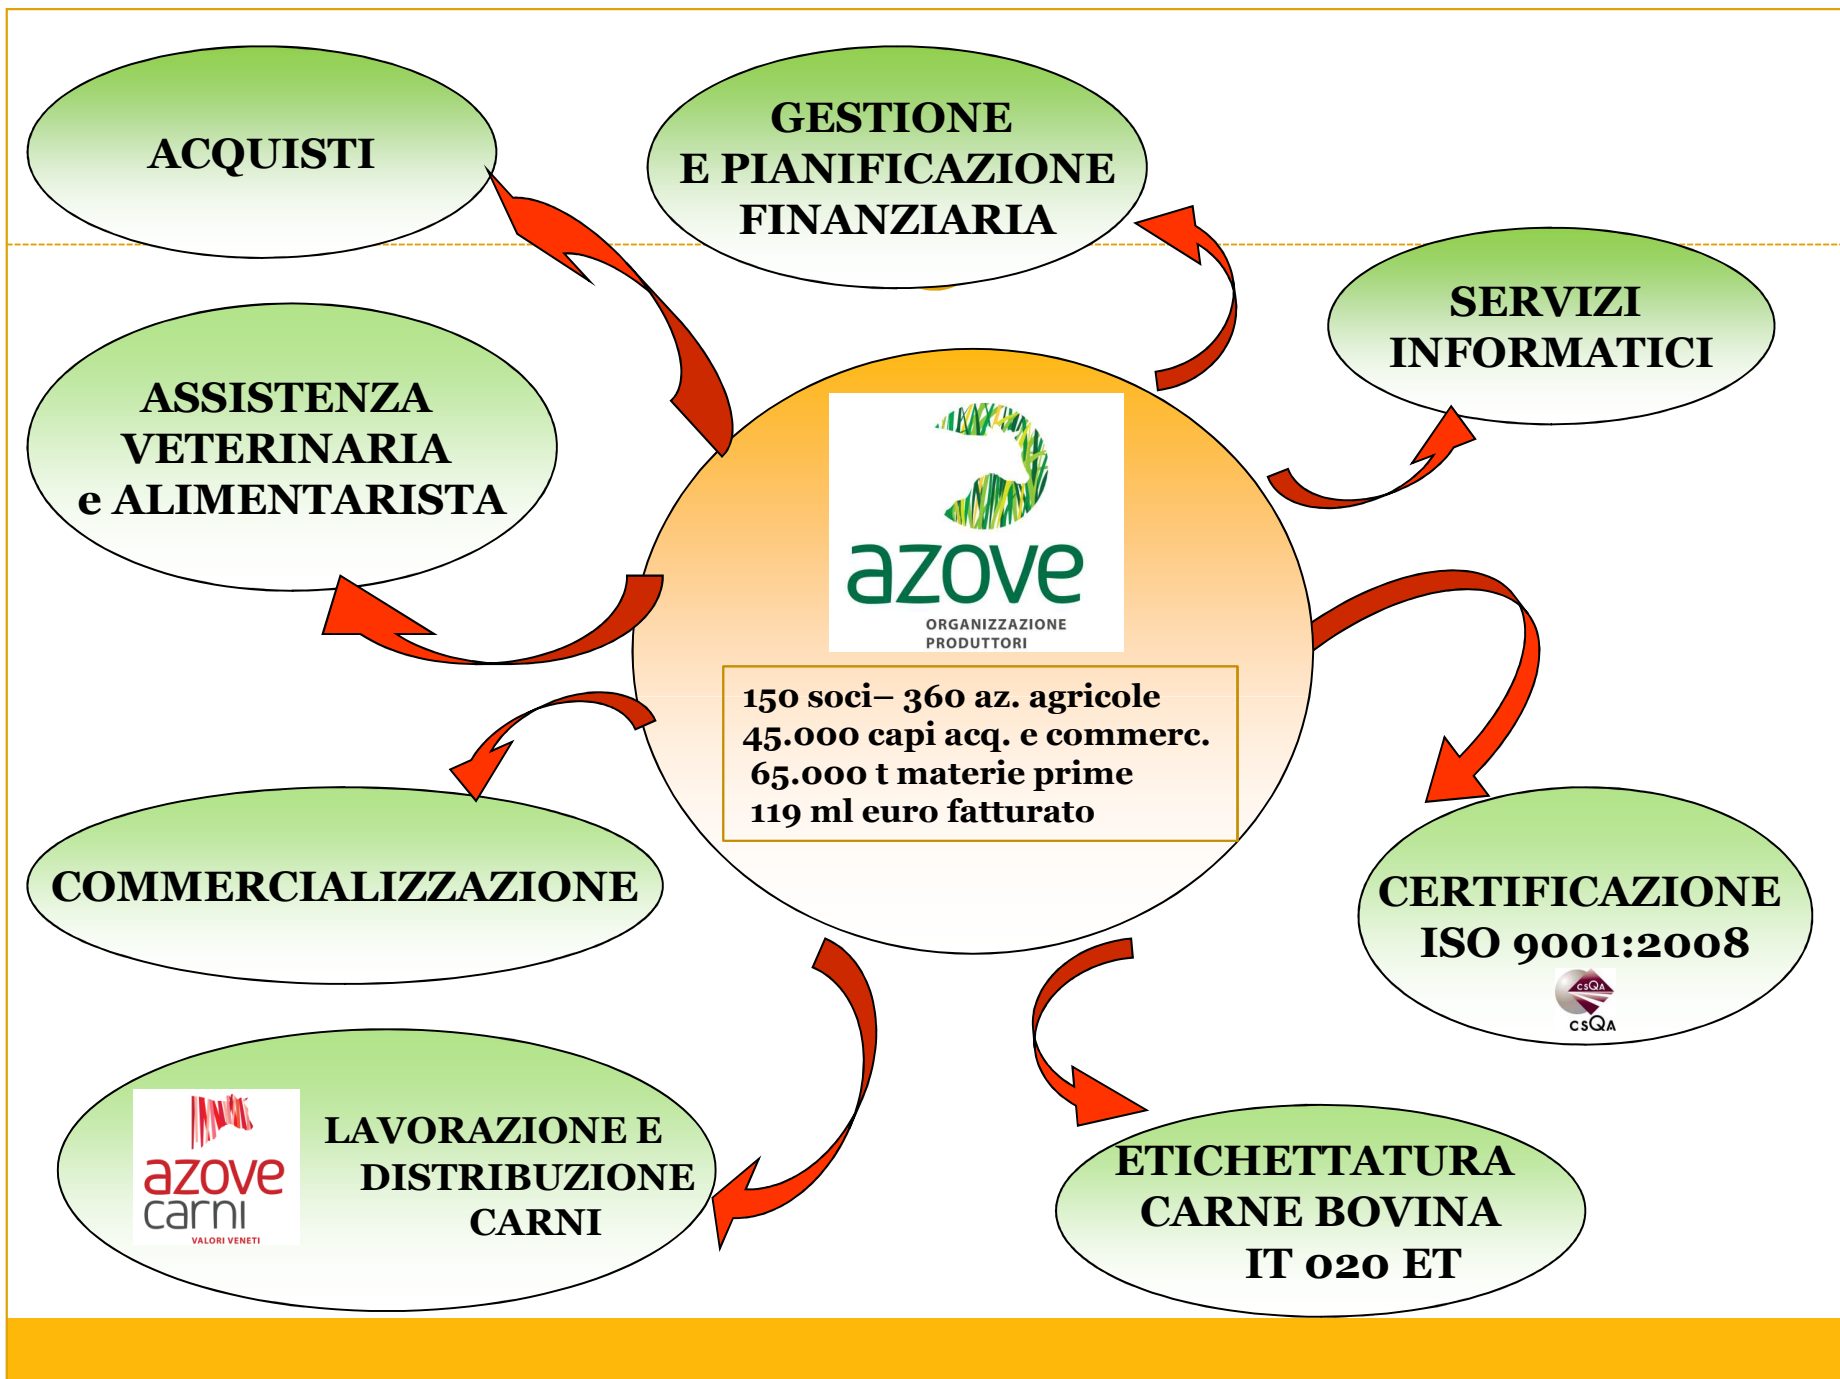 ACQUISTI
GESTIONE
E PIANIFICAZIONE
FINANZIARIA
SERVIZI
INFORMATICI
ASSISTENZA
VETERINARIA
e ALIMENTARISTA
azove
ORGANIZZAZIONE
PRODUTTORI
150 soci– 360 az. agricole
45.000 capi acq. e commerc.
65.000 t materie prime
119 ml euro fatturato
COMMERCIALIZZAZIONE
CERTIFICAZIONE
ISO 9001:2008
CSQA
CSQA
LAVORAZIONE E
DISTRIBUZIONE
CARNI
azove
carni
VALORI VENETI
ETICHETTATURA
CARNE BOVINA
IT 020 ET